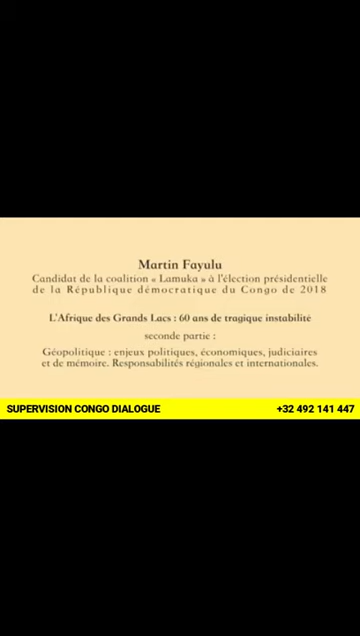 Martin Fayulu
Candidat de la coalition « Lamuka » à l'élection présidentielle
de la République démocratique du Congo de 2018
L'Afrique des Grands Lacs : 60 ans de tragique instabilité
seconde partie :
Géopolitique : enjeux politiques, économiques, judiciaires
et de mémoire. Responsabilités régionales et internationales.
SUPERVISION CONGO DIALOGUE +32 492 141 447